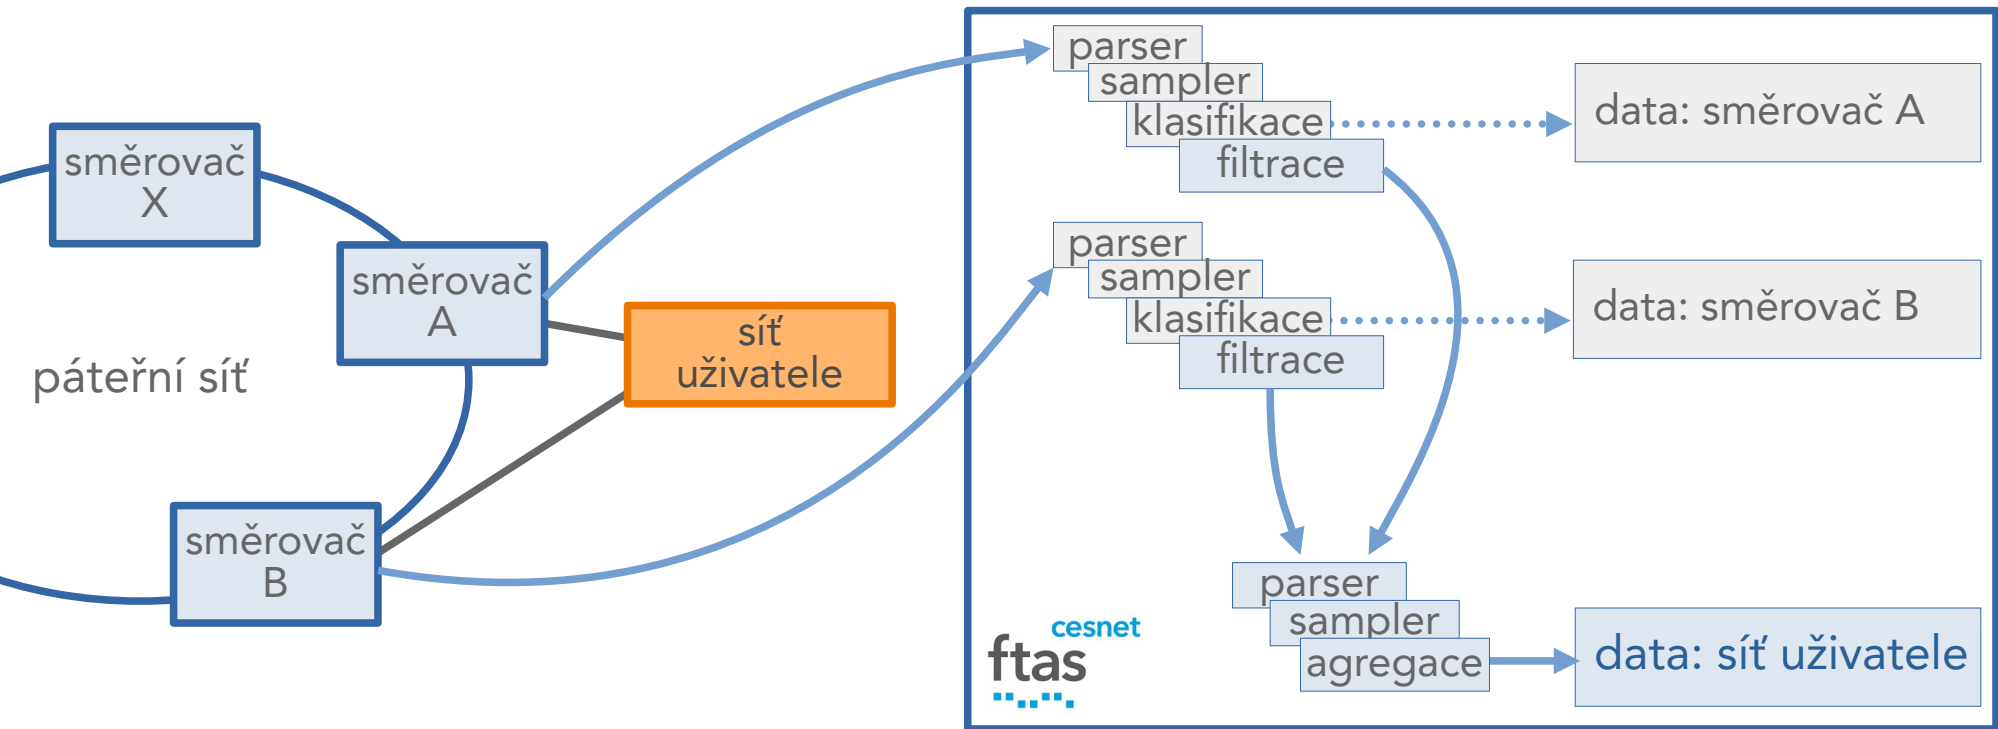 směrovač
X
směrovač
A
páteřní síť
síť
uživatele
směrovač
B
parser
sampler
klasifikace
filtrace
data: směrovač A
parser
sampler
klasifikace
filtrace
data: směrovač B
parser
sampler
agregace
data: síť uživatele
cesnet
ftas